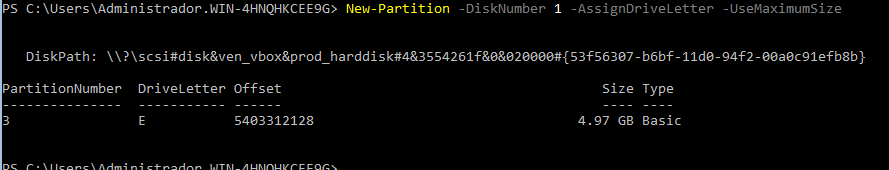 PS C:\Users\Administrador.WIN-4HNQHKCEE9G> New-Partition -DiskNumber 1 -AssignDriveLetter -UseMaximumSize
DiskPath: \\?\scsi#disk&ven_vbox&prod_harddisk#4&3554261f&0&020000#{53f56307-b6bf-11d0-94f2-00a0c91efb8b}
PartitionNumber  DriveLetter Offset                                        Size Type
---------------  ----------- ------                                        ---- ----
3                E           5403312128                                 4.97 GB Basic
PS C:\Users\Administrador.WIN-4HNQHKCEE9G>